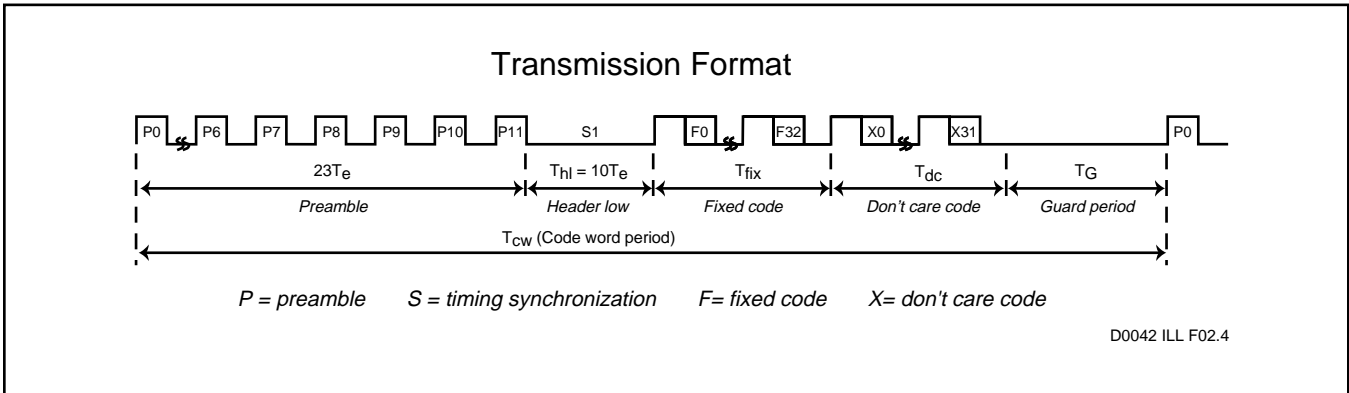 Transmission Format
P0 P6 P7 P8 P9 P10 P11 S1 F0 F32 X0 X31 P0
23Te Thl = 10Te Tfix Tdc TG
Preamble Header low Fixed code Don't care code Guard period
Tcw (Code word period)
P = preamble S = timing synchronization F= fixed code X= don't care code
D0042 ILL F02.4